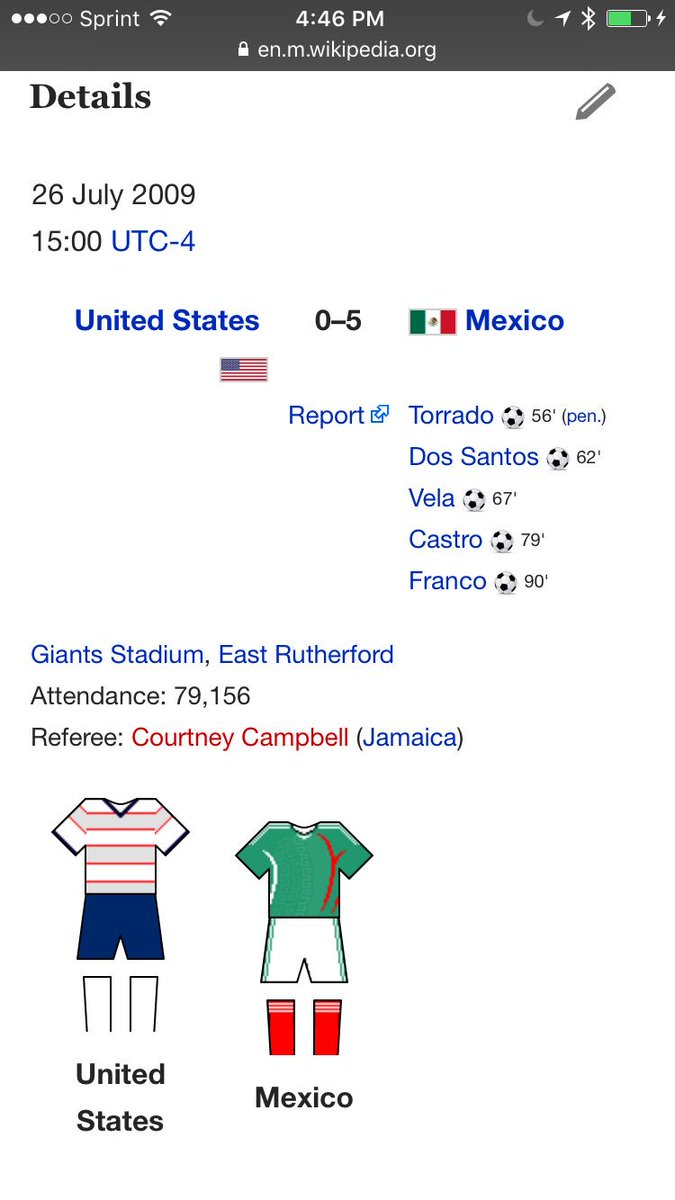 Sprint 4:46 PM
en.m.wikipedia.org
Details
26 July 2009
15:00 UTC-4
United States 0–5 Mexico
Report Torrado 56' (pen.)
Dos Santos 62'
Vela 67'
Castro 79'
Franco 90'
Giants Stadium, East Rutherford
Attendance: 79,156
Referee: Courtney Campbell (Jamaica)
United
States
Mexico